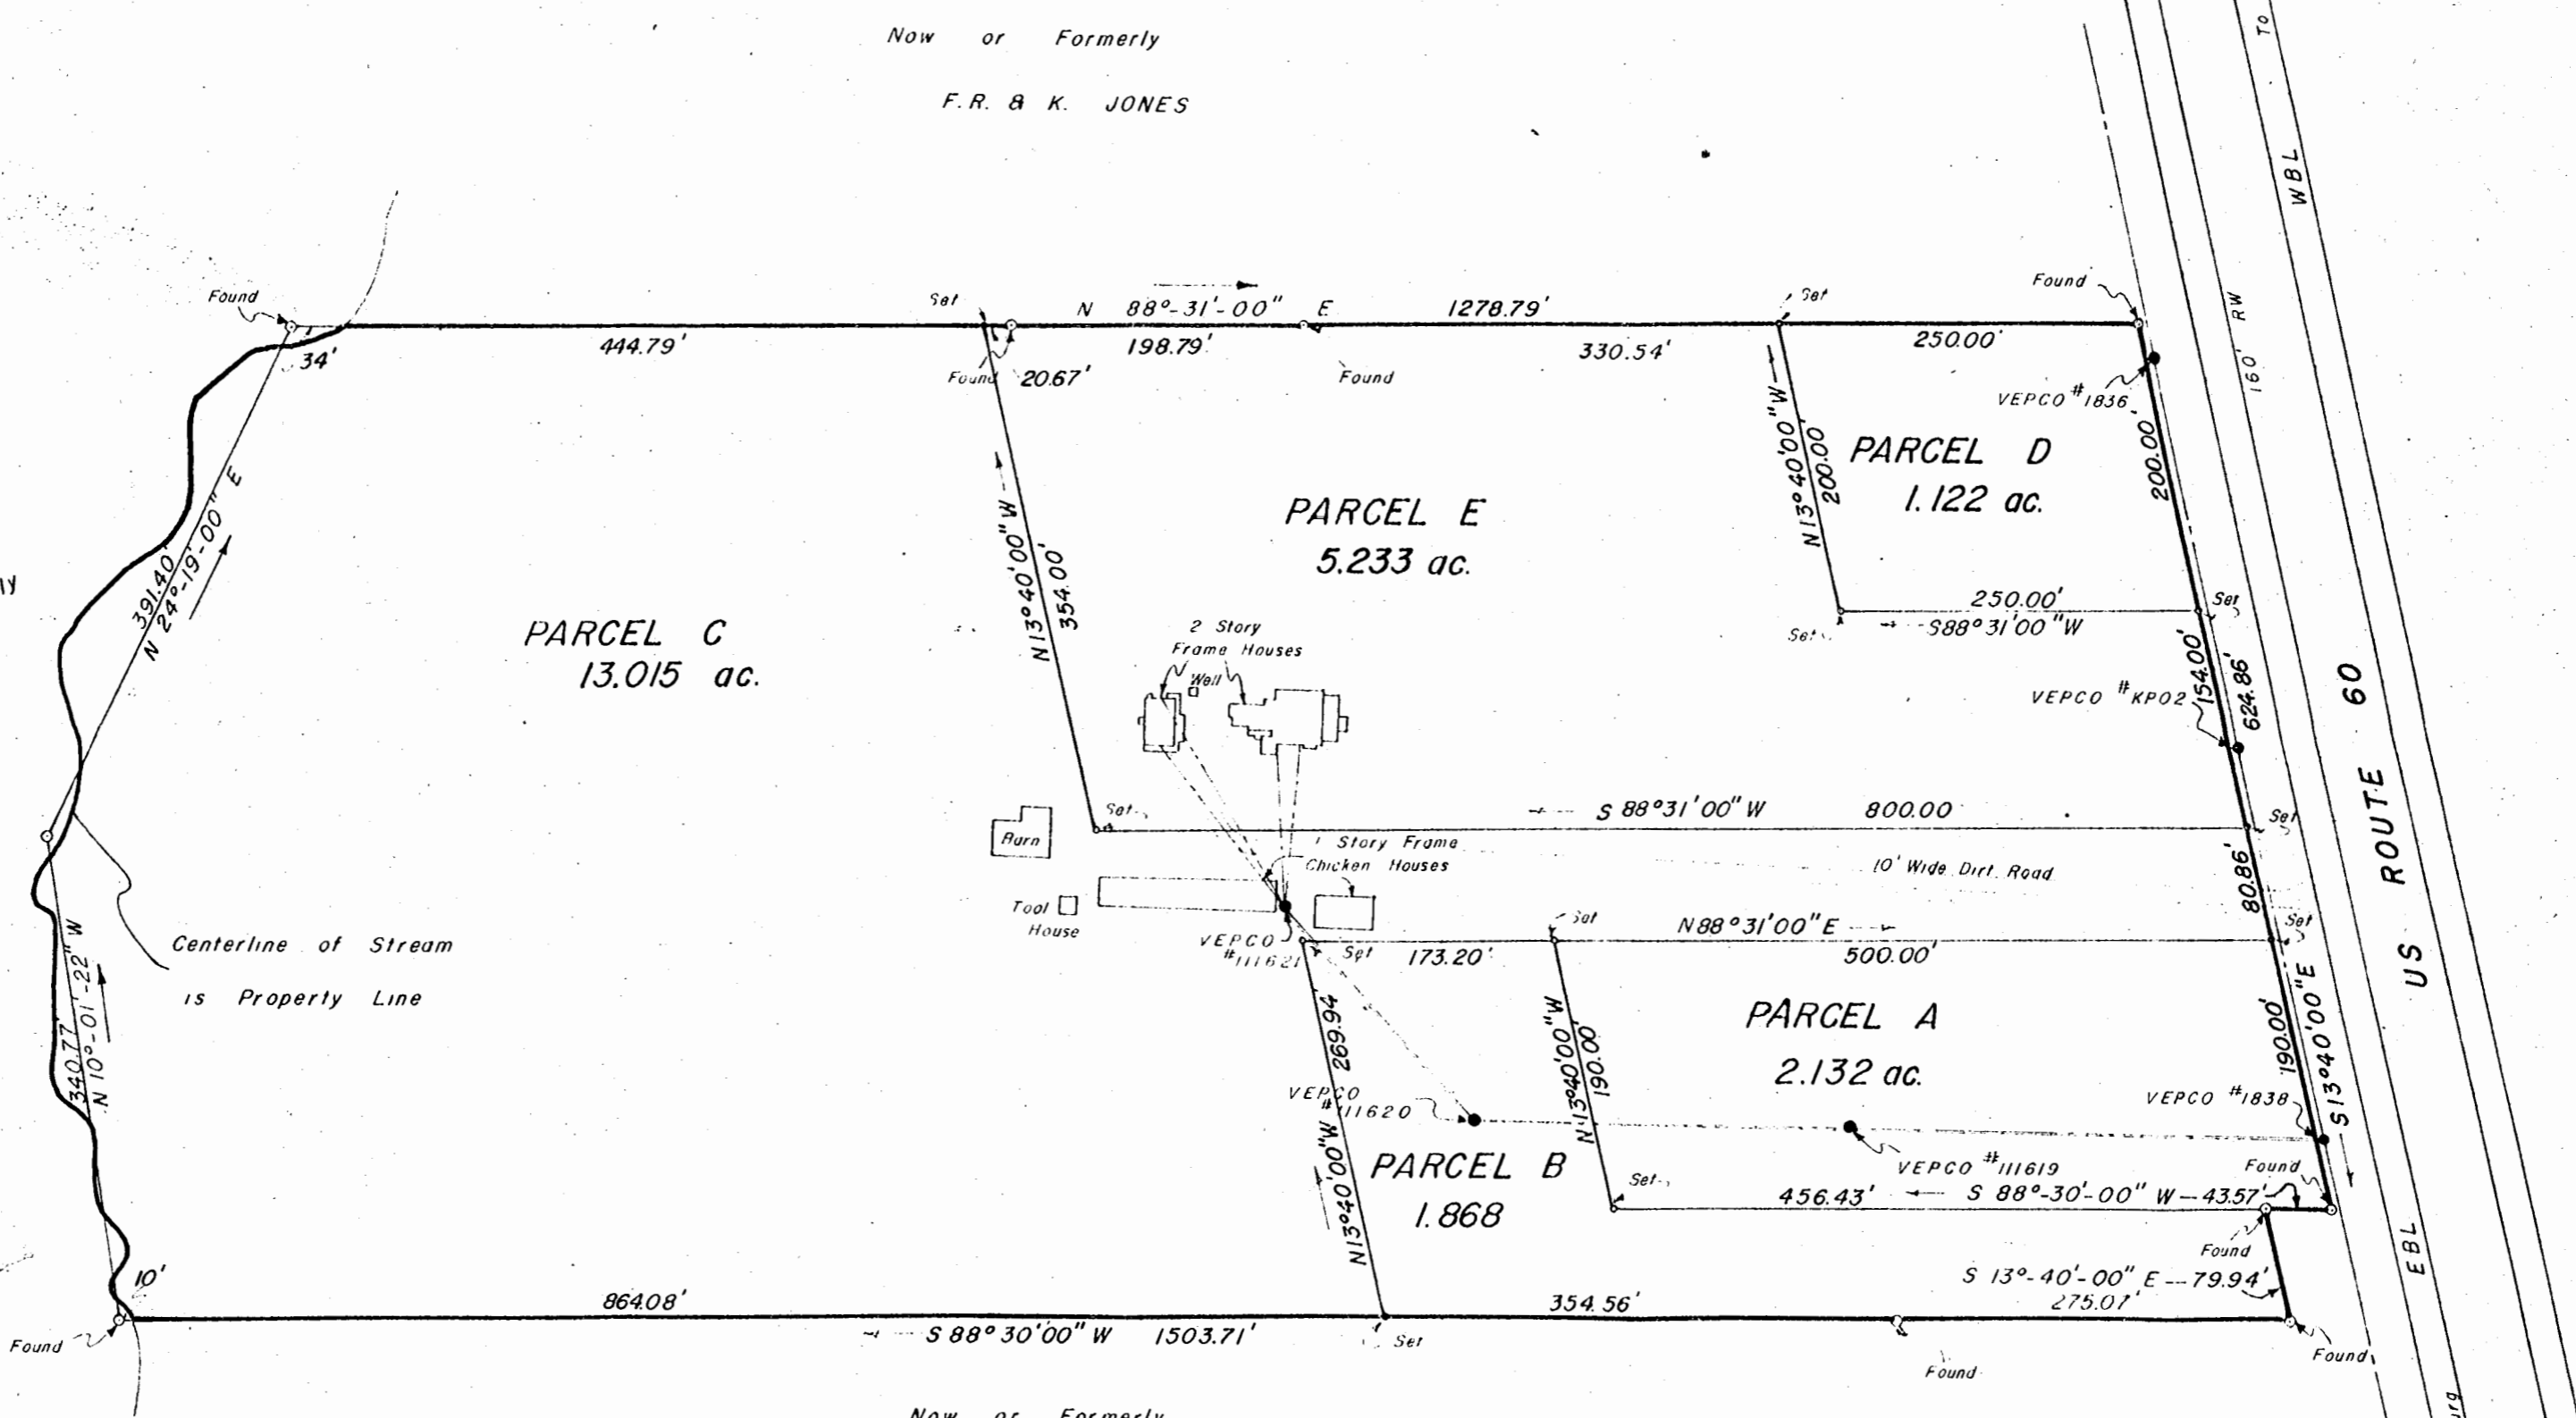 Now or Formerly
F.R. & K. JONES
To
WBL
160' RW
Found
Set
N 88°-31'-00" E
1278.79'
Set
Found
34'
444.79'
Found
20.67'
198.79'
Found
330.54'
250.00'
VEPCO #1836
N13°40'00"W
200.00'
PARCEL D
1.122 ac.
200.00'
PARCEL E
5.233 ac.
N13°40'00"W
354.00'
391.40'
N 24°-19'-00" E
PARCEL C
13.015 ac.
250.00'
S88°31'00"W
Set
Set
2 Story
Frame Houses
Well
154.00'
624.86'
VEPCO #KP02
US ROUTE 60
Set
S 88°31'00" W
800.00
Set
Barn
1 Story Frame
Chicken Houses
10' Wide Dirt Road
80.86'
Tool
House
VEPCO
#111621
Set
173.20'
Set
N88°31'00"E
500.00'
Set
Centerline of Stream
is Property Line
340.77'
N 10°-01'-22" W
269.94'
N13°40'00"W
N13°40'00"W
190.00'
PARCEL A
2.132 ac.
190.00'
S13°40'00"E
VEPCO
#111620
VEPCO #1838
VEPCO #111619
PARCEL B
1.868
Set
456.43'
S 88°-30'-00" W
43.57'
Found
Found
S 13°-40'-00" E
79.94'
275.07'
EBL
10'
864.08'
354.56'
Found
S 88°30'00" W
1503.71'
Set
Found
Found
Now or Formerly